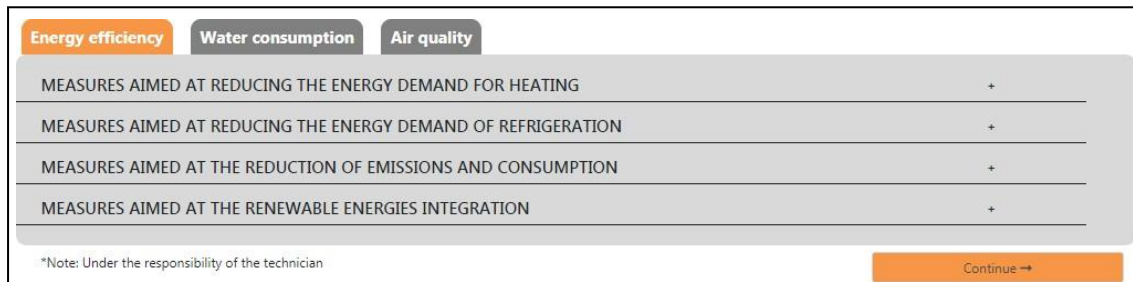 Energy efficiency Water consumption Air quality
MEASURES AIMED AT REDUCING THE ENERGY DEMAND FOR HEATING +
MEASURES AIMED AT REDUCING THE ENERGY DEMAND OF REFRIGERATION +
MEASURES AIMED AT THE REDUCTION OF EMISSIONS AND CONSUMPTION +
MEASURES AIMED AT THE RENEWABLE ENERGIES INTEGRATION +
*Note: Under the responsibility of the technician Continue →